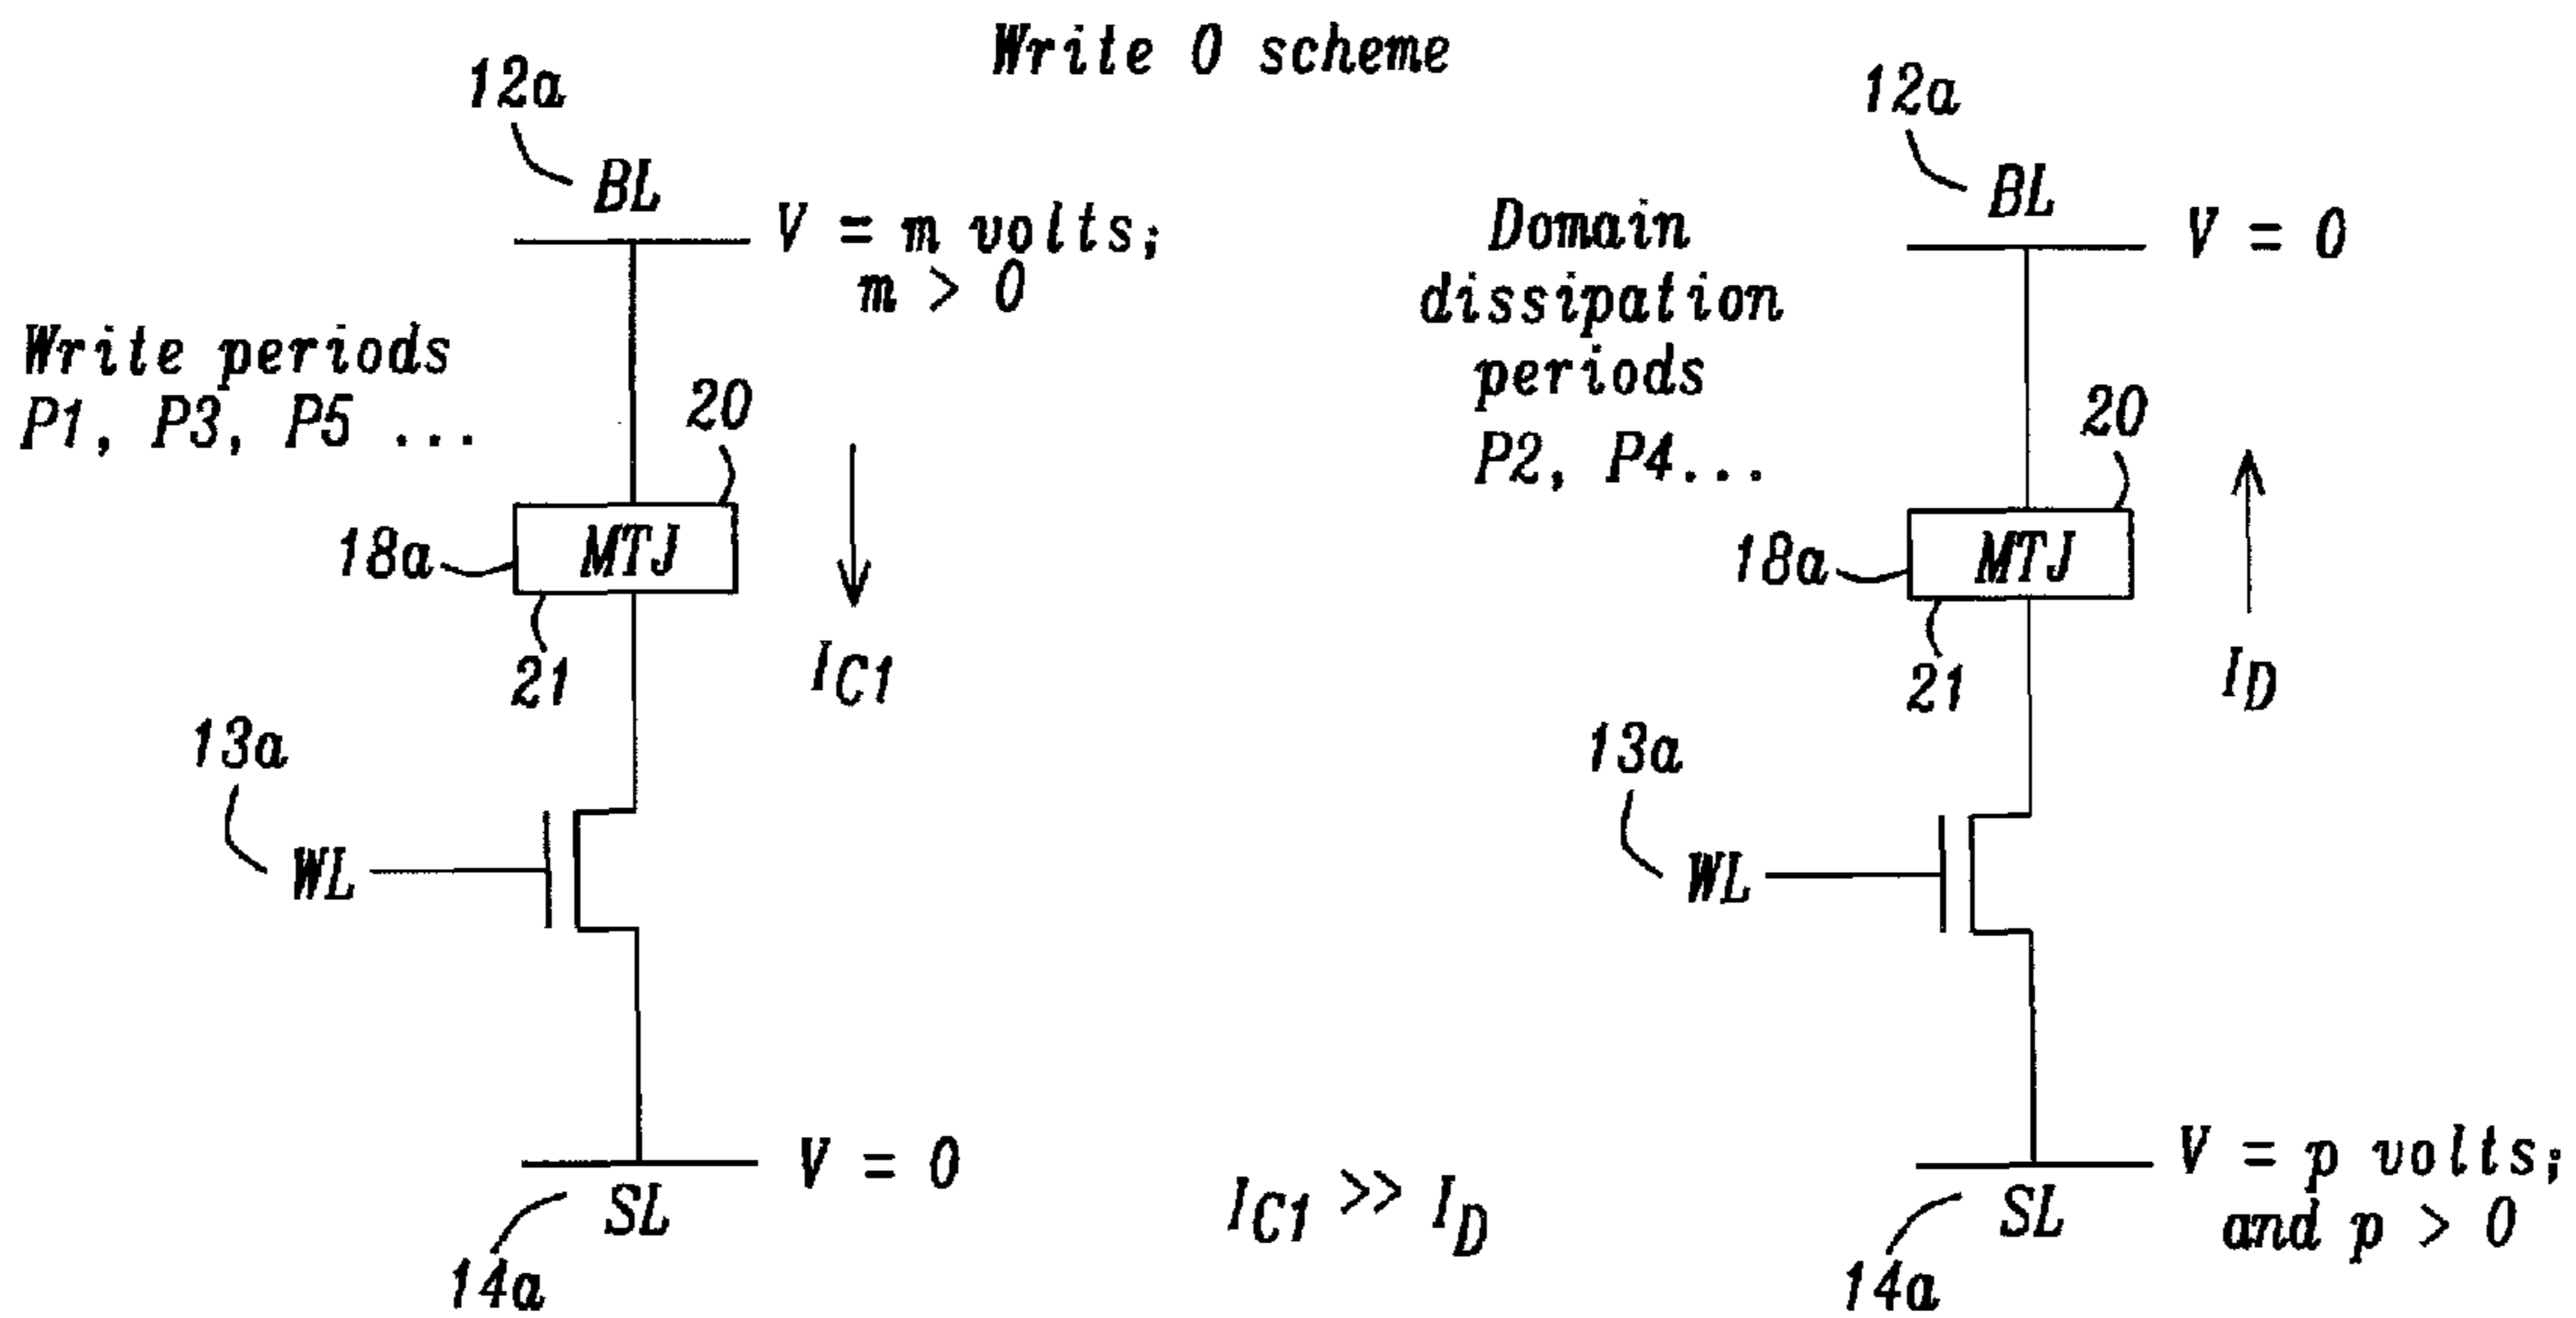 Write 0 scheme
12a
BL
V = m volts;
m > 0
Write periods
P1, P3, P5 ...
20
MTJ
18a
21
IC1
13a
WL
V = 0
SL
14a
IC1 >> ID
12a
BL
V = 0
Domain
dissipation
periods
P2, P4...
20
MTJ
18a
21
ID
13a
WL
V = p volts;
and p > 0
SL
14a